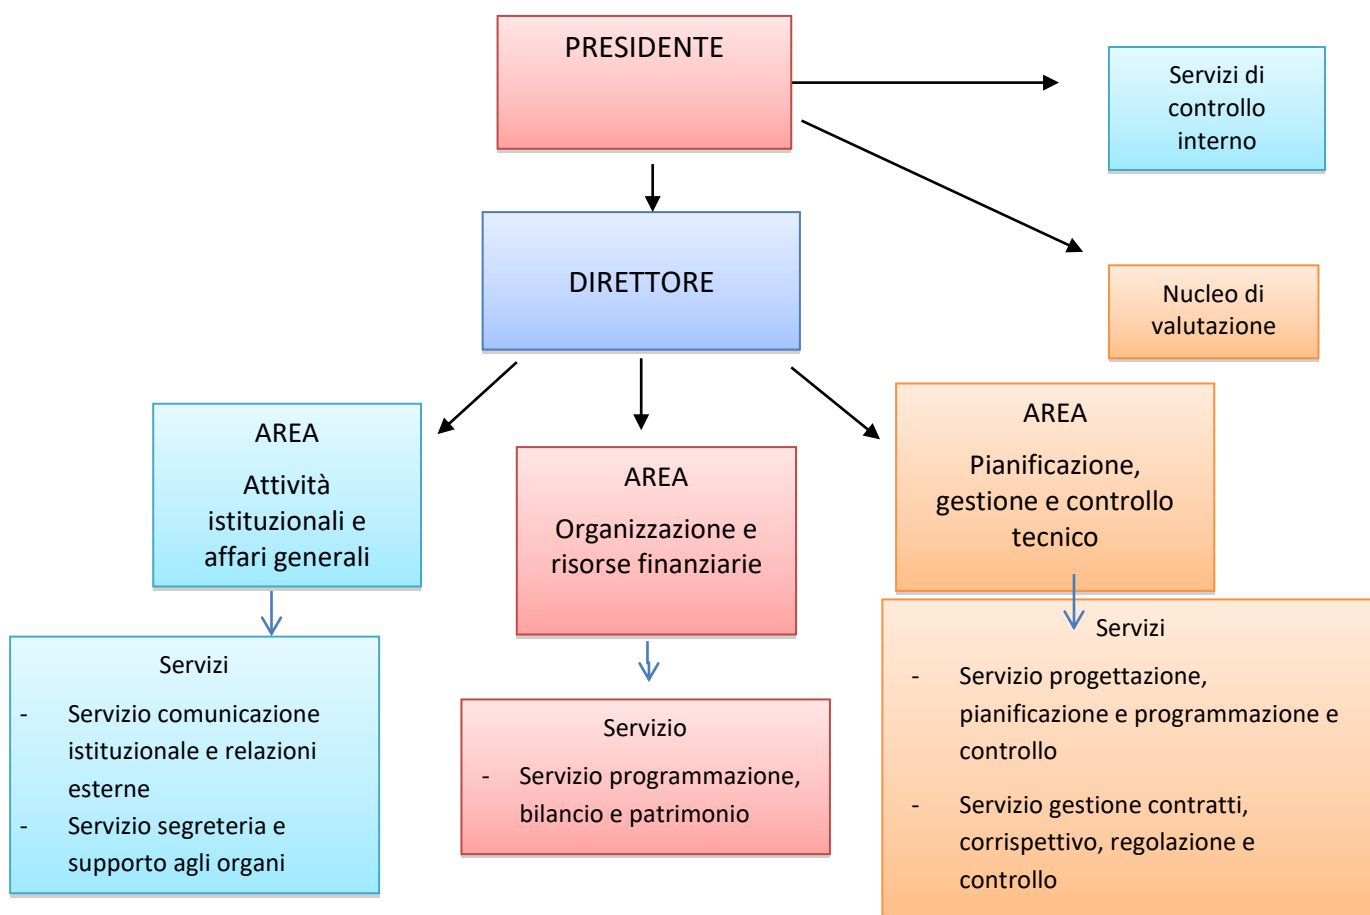 PRESIDENTE
Servizi di
controllo
interno
DIRETTORE
Nucleo di
valutazione
AREA
Attività
istituzionali e
affari generali
AREA
Organizzazione e
risorse finanziarie
AREA
Pianificazione,
gestione e controllo
tecnico
Servizi
- Servizio comunicazione
istituzionale e relazioni
esterne
- Servizio segreteria e
supporto agli organi
Servizio
- Servizio programmazione,
bilancio e patrimonio
Servizi
- Servizio progettazione,
pianificazione e programmazione e
controllo
- Servizio gestione contratti,
corrispettivo, regolazione e
controllo